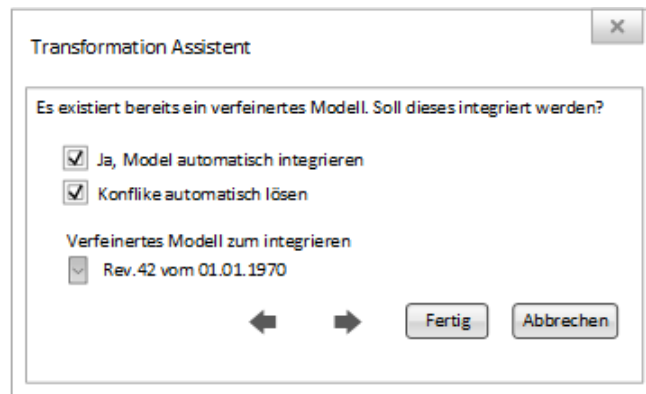 Transformation Assistent
Es existiert bereits ein verfeinertes Modell. Soll dieses integriert werden?
Ja, Model automatisch integrieren
Konflike automatisch lösen
Verfeinertes Modell zum integrieren
Rev.42 vom 01.01.1970
Fertig Abbrechen